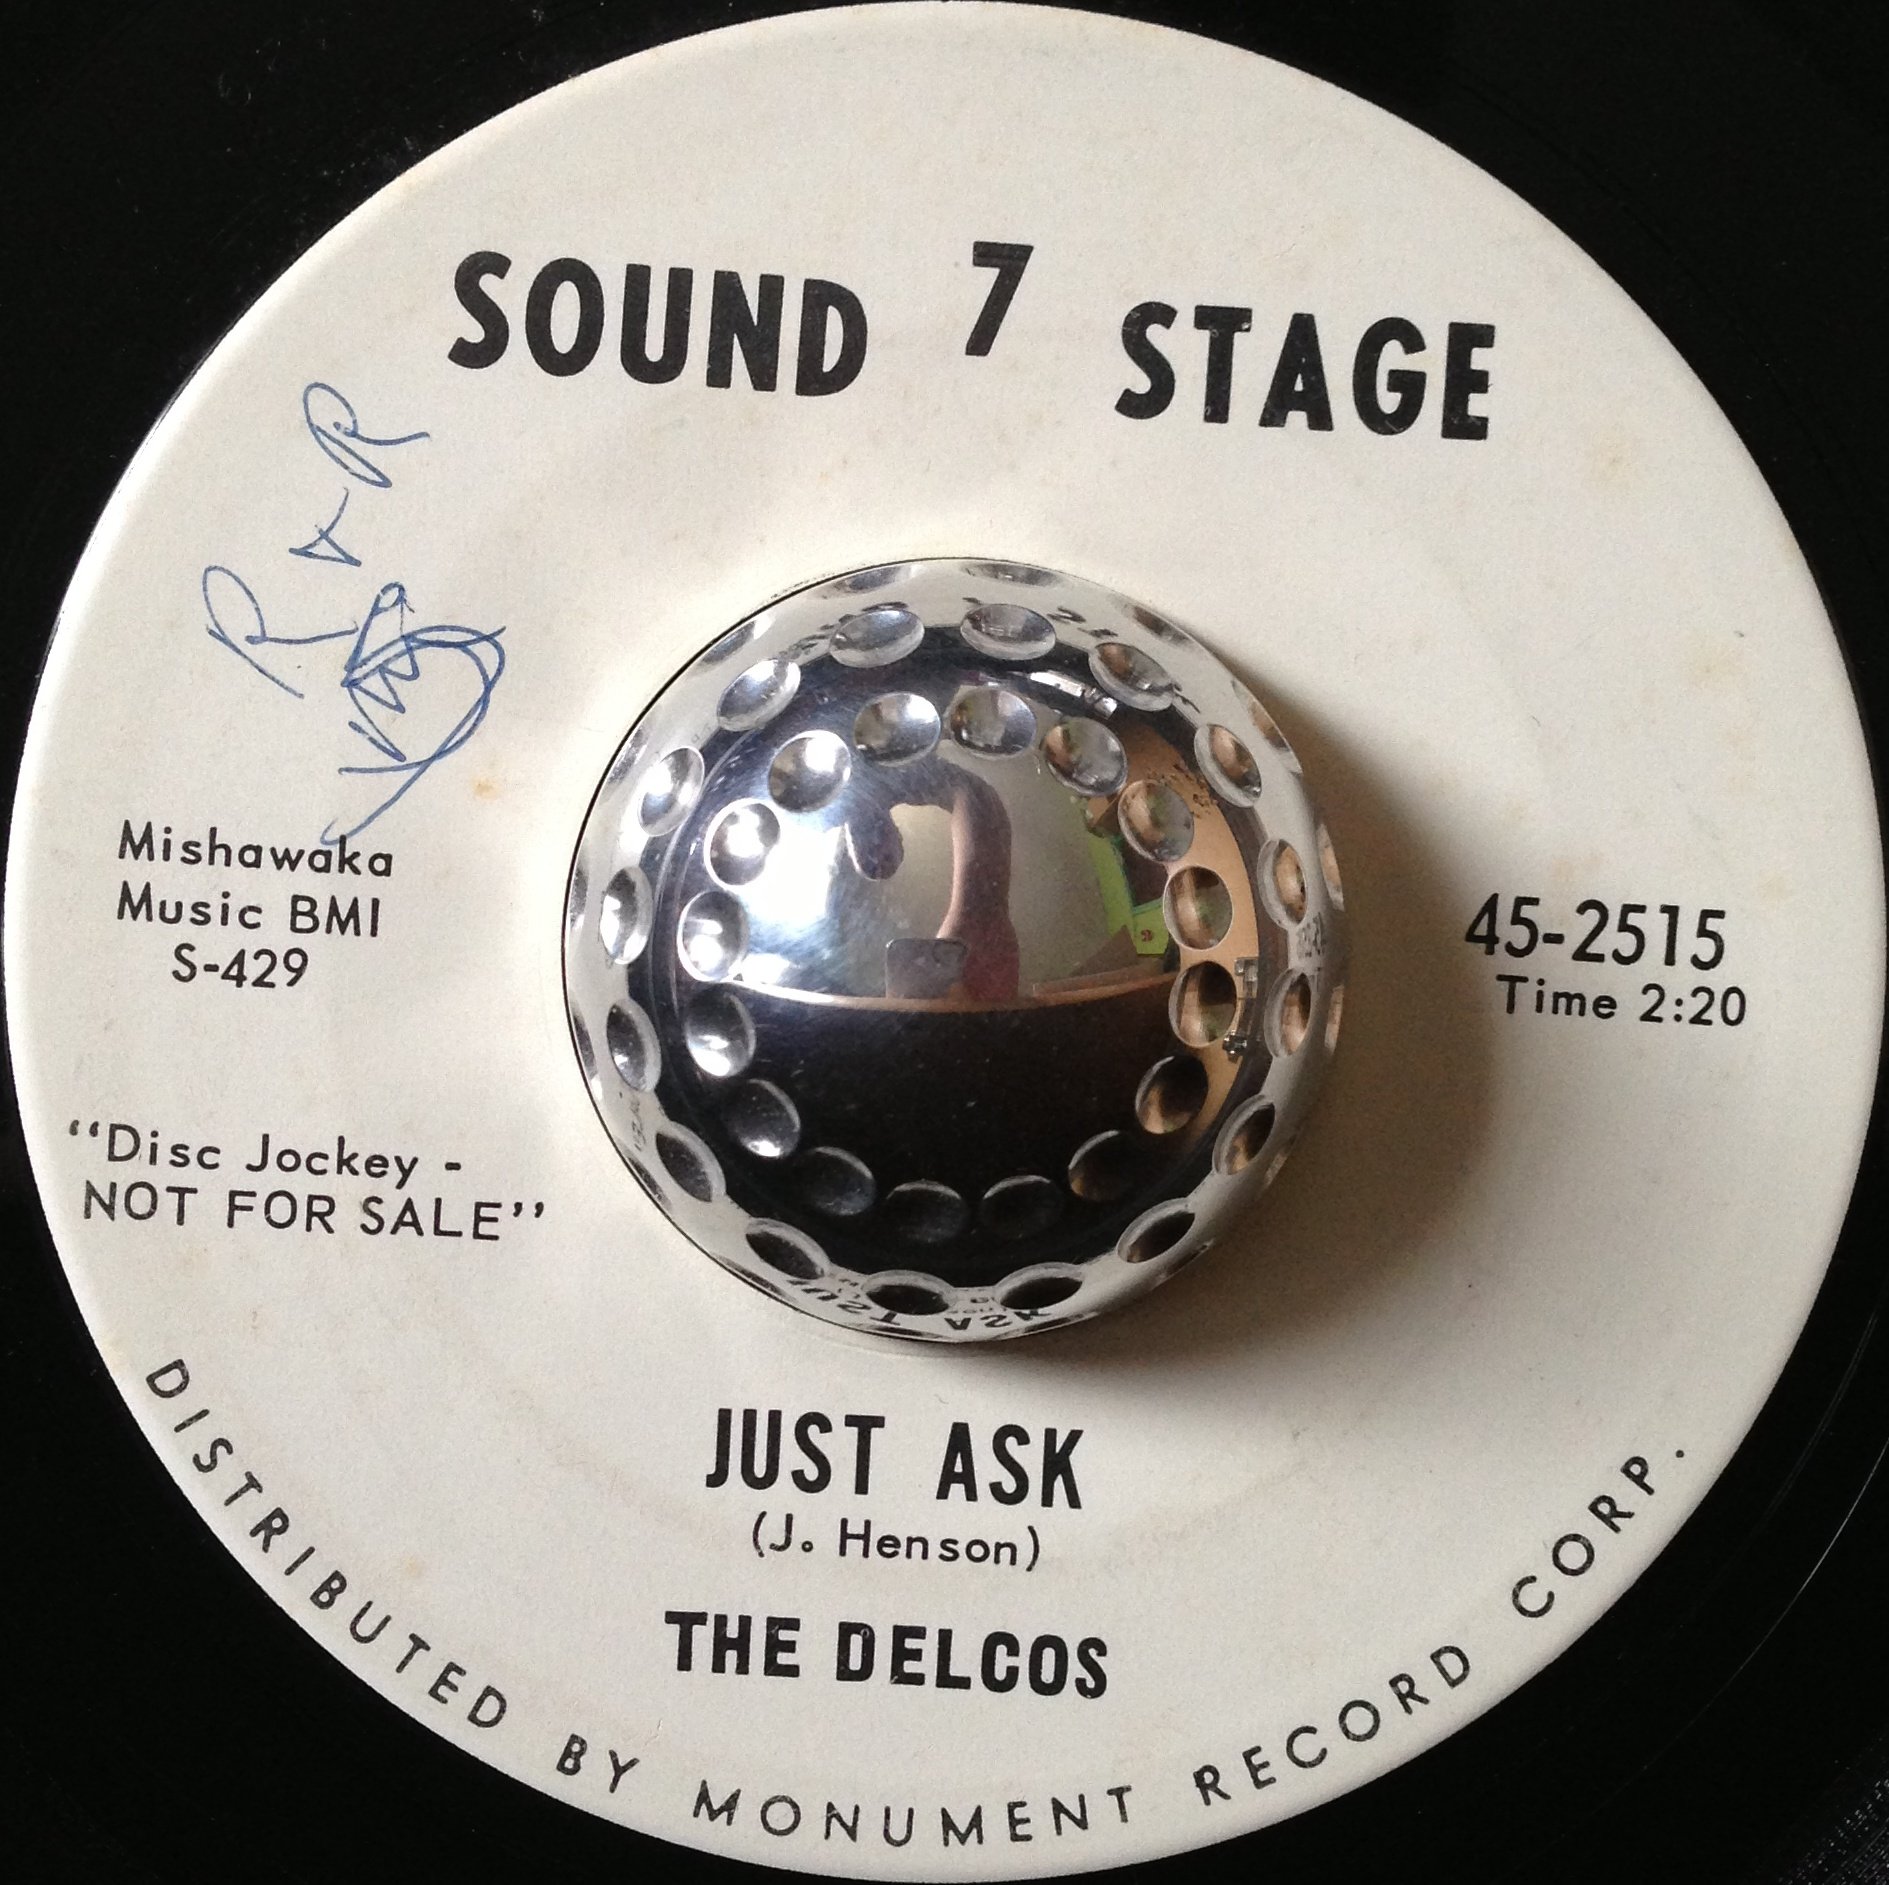 SOUND 7 STAGE
R & R
Mishawaka
Music BMI
S-429
45-2515
Time 2:20
"Disc Jockey -
NOT FOR SALE"
JUST ASK
(J. Henson)
THE DELCOS
DISTRIBUTED BY MONUMENT RECORD CORP.